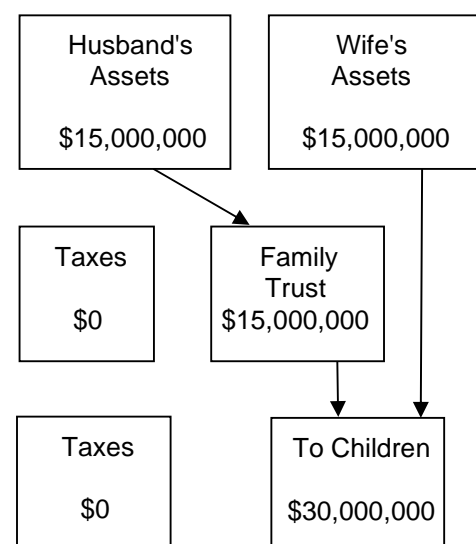 Husband's
Assets
$15,000,000
Wife's
Assets
$15,000,000
Taxes
$0
Family
Trust
$15,000,000
Taxes
$0
To Children
$30,000,000